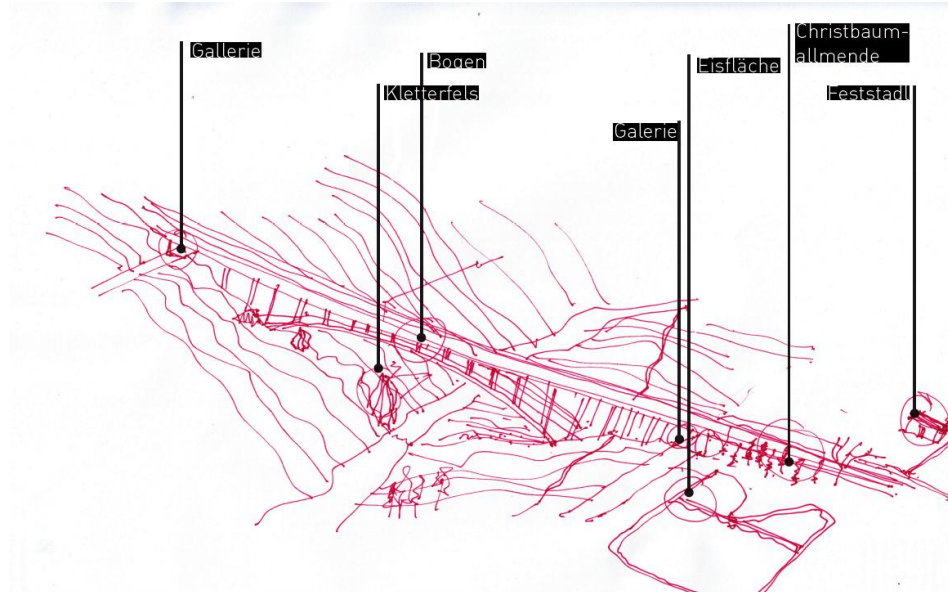 Gallerie
Bogen
Kletterfels
Eisfläche
Galerie
Christbaum-
allmende
Feststadl